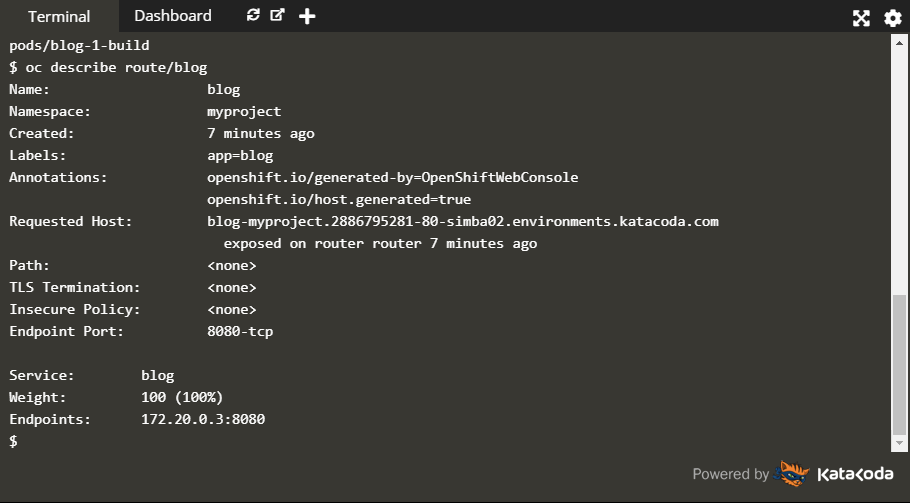 Terminal Dashboard
pods/blog-1-build
$ oc describe route/blog
Name: blog
Namespace: myproject
Created: 7 minutes ago
Labels: app=blog
Annotations: openshift.io/generated-by=OpenShiftWebConsole
openshift.io/host.generated=true
Requested Host: blog-myproject.2886795281-80-simba02.environments.katacoda.com
exposed on router router 7 minutes ago
Path: <none>
TLS Termination: <none>
Insecure Policy: <none>
Endpoint Port: 8080-tcp
Service: blog
Weight: 100 (100%)
Endpoints: 172.20.0.3:8080
$
Powered by KataCoda